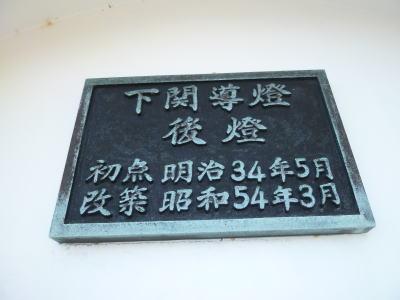 下関導燈
後燈
初点 明治34年5月
改築 昭和54年3月